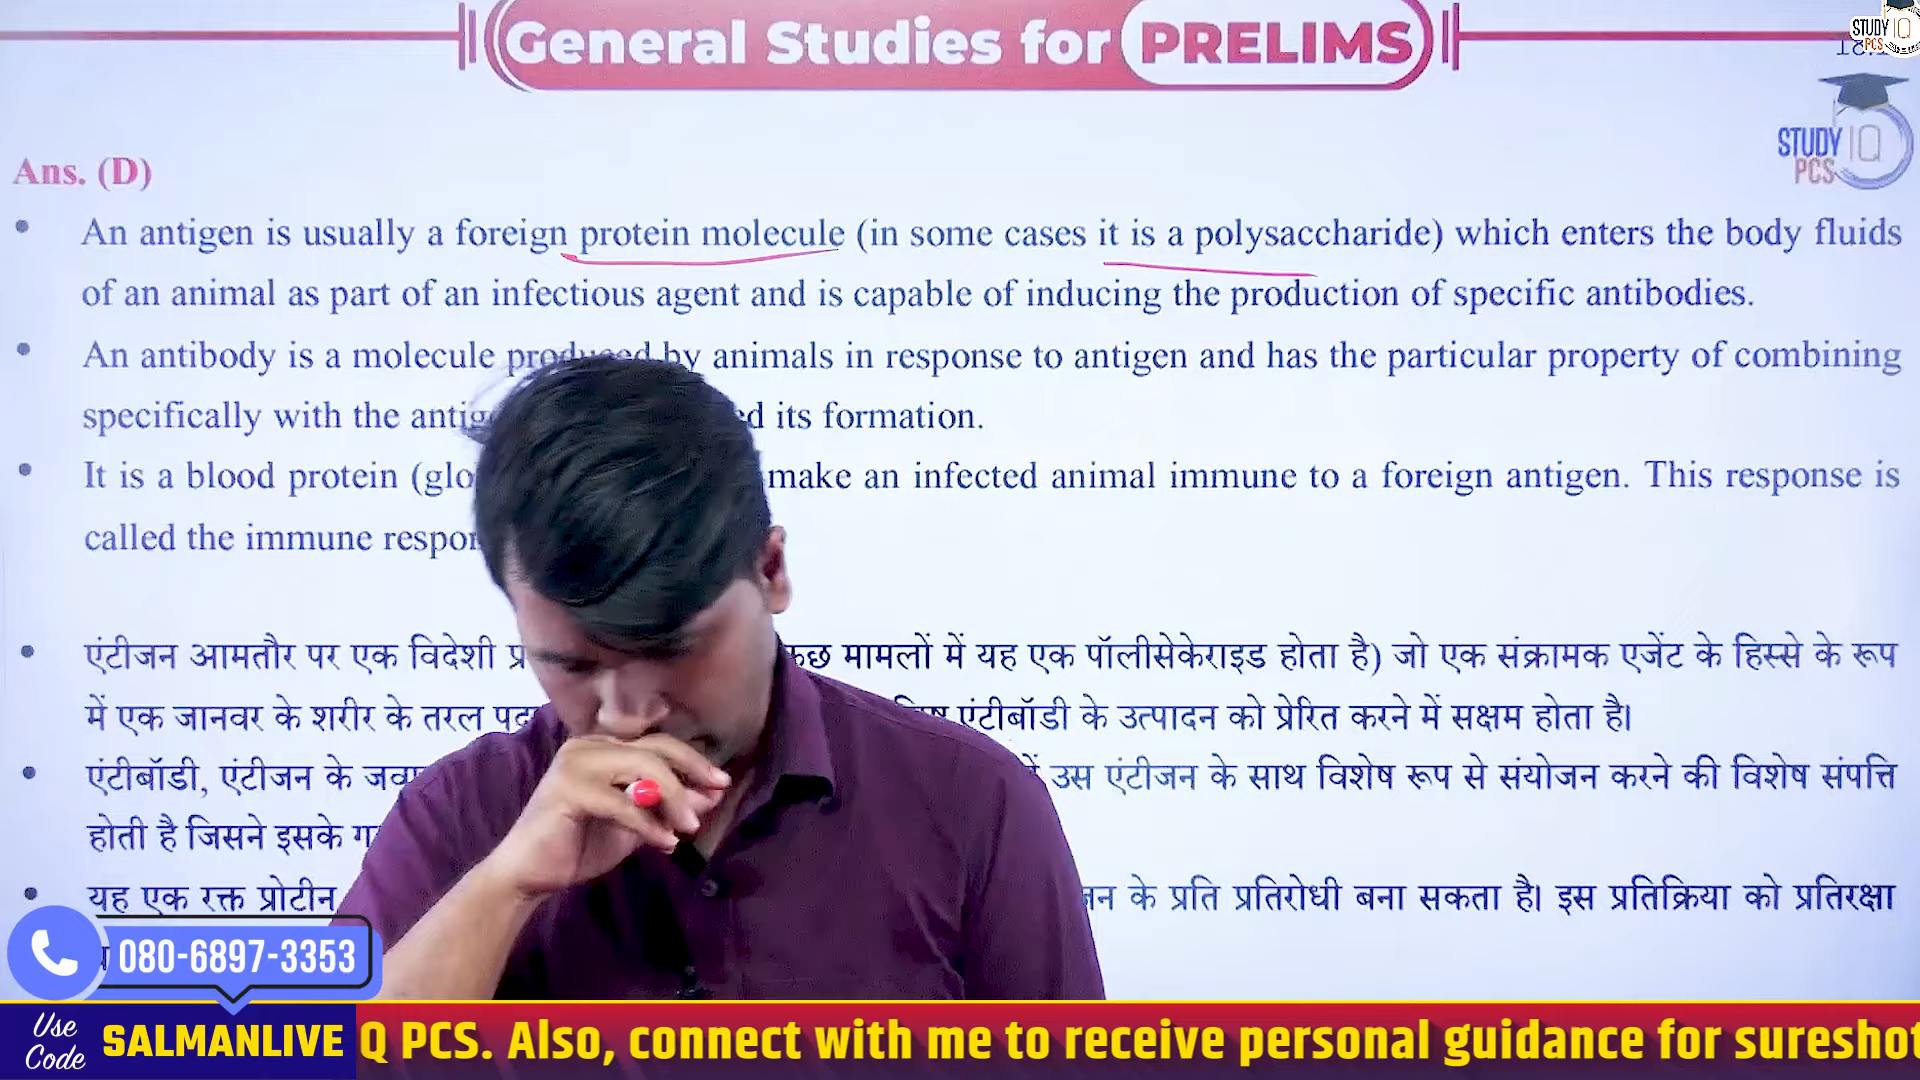 General Studies for PRELIMS
STUDY IQ
PCS
STUDY IQ
PCS
Ans. (D)
• An antigen is usually a foreign protein molecule (in some cases it is a polysaccharide) which enters the body fluids
of an animal as part of an infectious agent and is capable of inducing the production of specific antibodies.
• An antibody is a molecule produced by animals in response to antigen and has the particular property of combining
specifically with the its formation.
• It is a blood protein make an infected animal immune to a foreign antigen. This response is
called the immune
• एंटीजन आमतौर पर एक विदेशी मामलों में यह एक पॉलीसेकेराइड होता है) जो एक संक्रामक एजेंट के हिस्से के रूप
में एक जानवर के शरीर के तरल एंटीबॉडी के उत्पादन को प्रेरित करने में सक्षम होता है।
• एंटीबॉडी, एंटीजन के उस एंटीजन के साथ विशेष रूप से संयोजन करने की विशेष संपत्ति
होती है जिसने इसके
• यह एक रक्त प्रोटीन के प्रति प्रतिरोधी बना सकता है। इस प्रतिक्रिया को प्रतिरक्षा
080-6897-3353
Use
Code
SALMANLIVE
Q PCS. Also, connect with me to receive personal guidance for sureshot